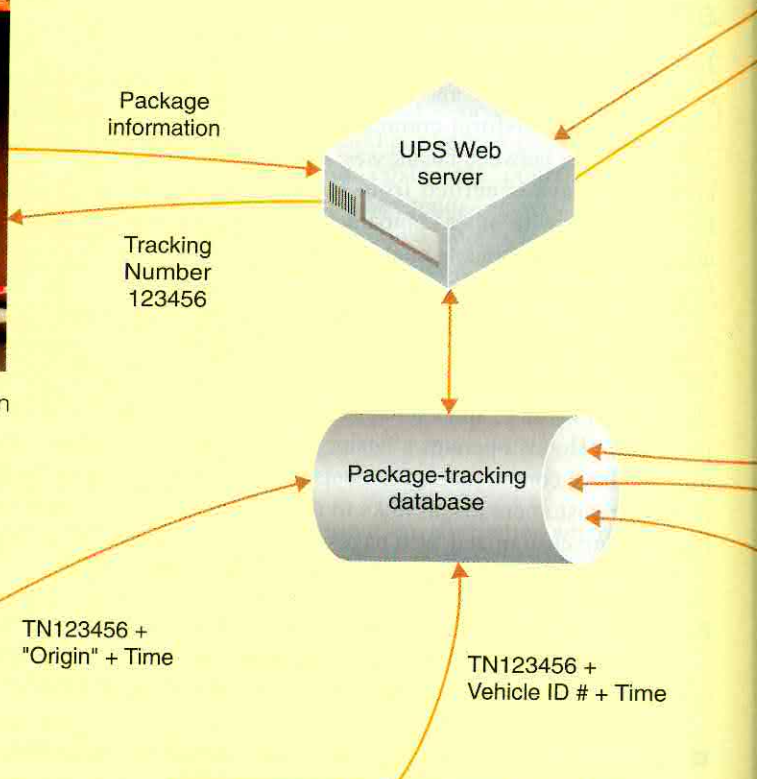 Package
information
UPS Web
server
Tracking
Number
123456
Package-tracking
database
TN123456 +
"Origin" + Time
TN123456 +
Vehicle ID # + Time